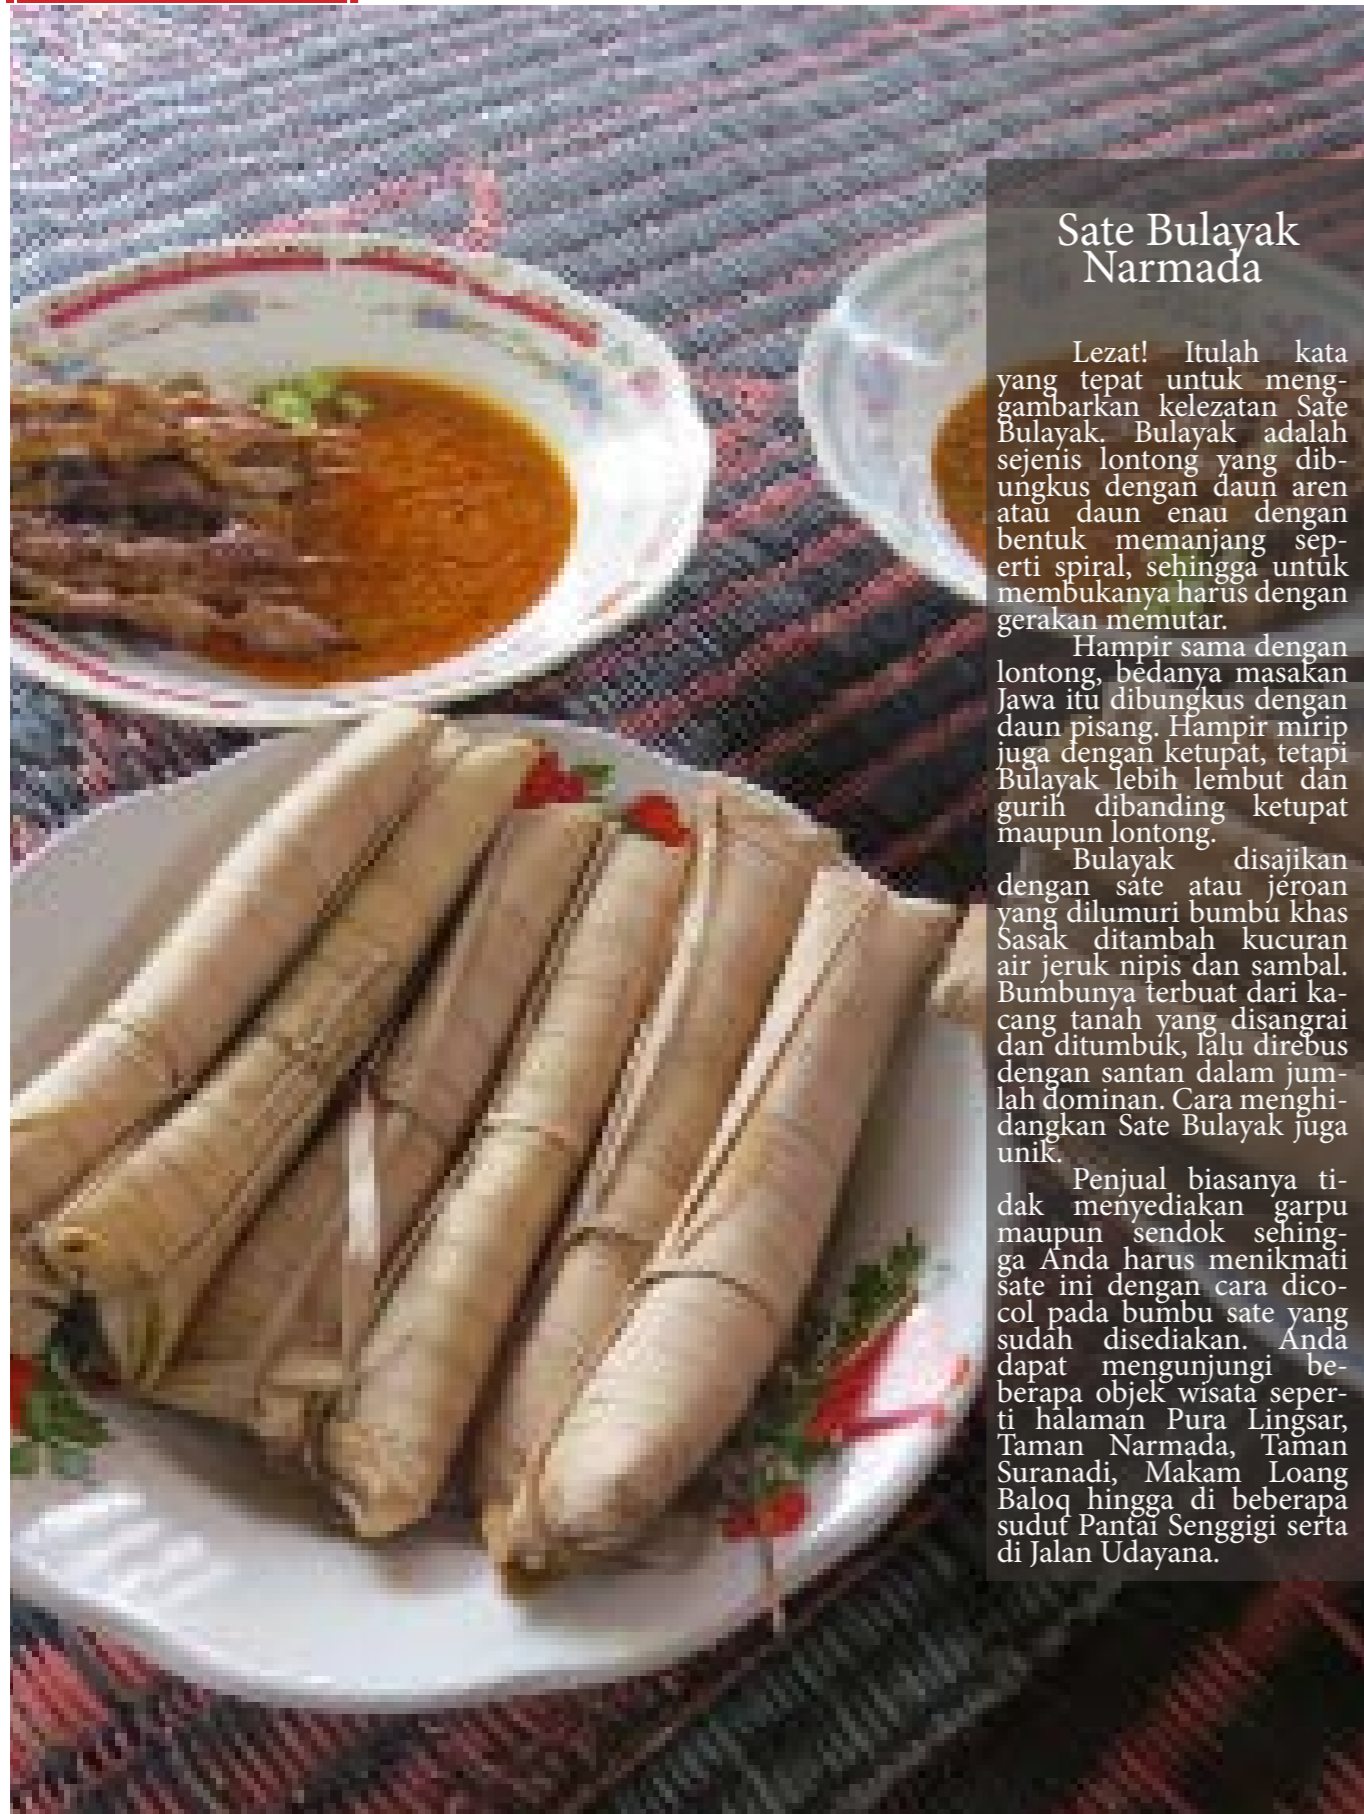 Sate Bulayak
Narmada
Lezat! Itulah kata
yang tepat untuk meng-
gambarkan kelezatan Sate
Bulayak. Bulayak adalah
sejenis lontong yang dib-
ungkus dengan daun aren
atau daun enau dengan
bentuk memanjang sep-
erti spiral, sehingga untuk
membukanya harus dengan
gerakan memutar.
Hampir sama dengan
lontong, bedanya masakan
Jawa itu dibungkus dengan
daun pisang. Hampir mirip
juga dengan ketupat, tetapi
Bulayak lebih lembut dan
gurih dibanding ketupat
maupun lontong.
Bulayak disajikan
dengan sate atau jeroan
yang dilumuri bumbu khas
Sasak ditambah kucuran
air jeruk nipis dan sambal.
Bumbunya terbuat dari ka-
cang tanah yang disangrai
dan ditumbuk, lalu direbus
dengan santan dalam jum-
lah dominan. Cara menghi-
dangkan Sate Bulayak juga
unik.
Penjual biasanya ti-
dak menyediakan garpu
maupun sendok sehing-
ga Anda harus menikmati
sate ini dengan cara dico-
col pada bumbu sate yang
sudah disediakan. Anda
dapat mengunjungi be-
berapa objek wisata seper-
ti halaman Pura Lingsar,
Taman Narmada, Taman
Suranadi, Makam Loang
Baloq hingga di beberapa
sudut Pantai Senggigi serta
di Jalan Udayana.